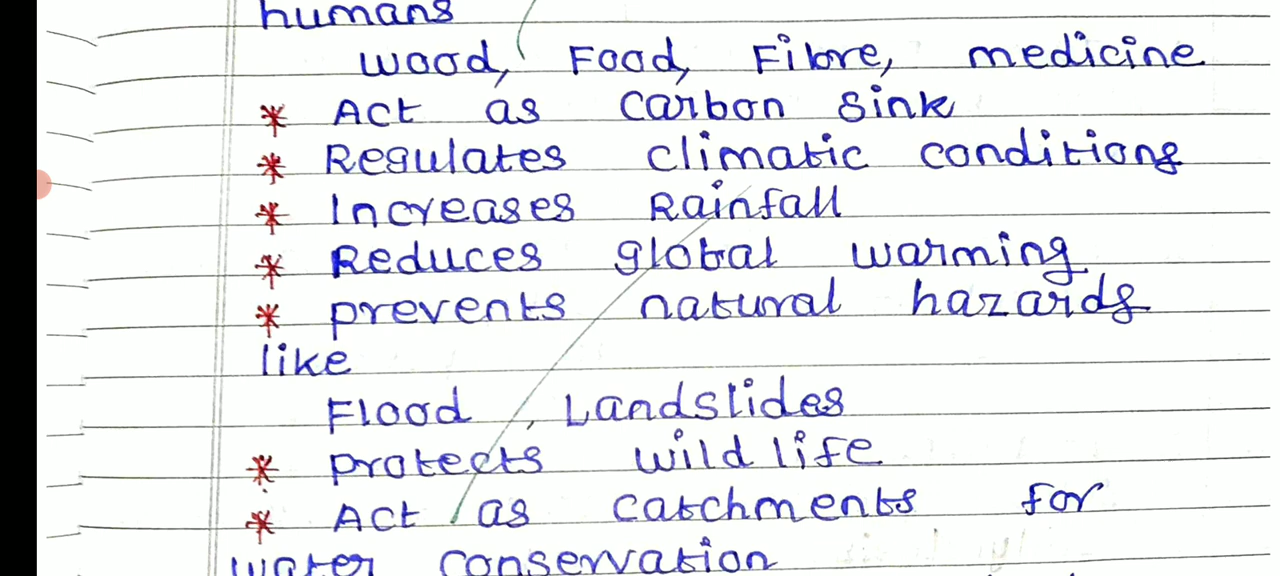 humans
wood, Food, Fibre, medicine
* Act as carbon sink
* Regulates climatic conditions
* Increases Rainfall
* Reduces global warming
* prevents natural hazards
like
Flood , Landslides
* protects wild life
* Act as catchments for
water conservation